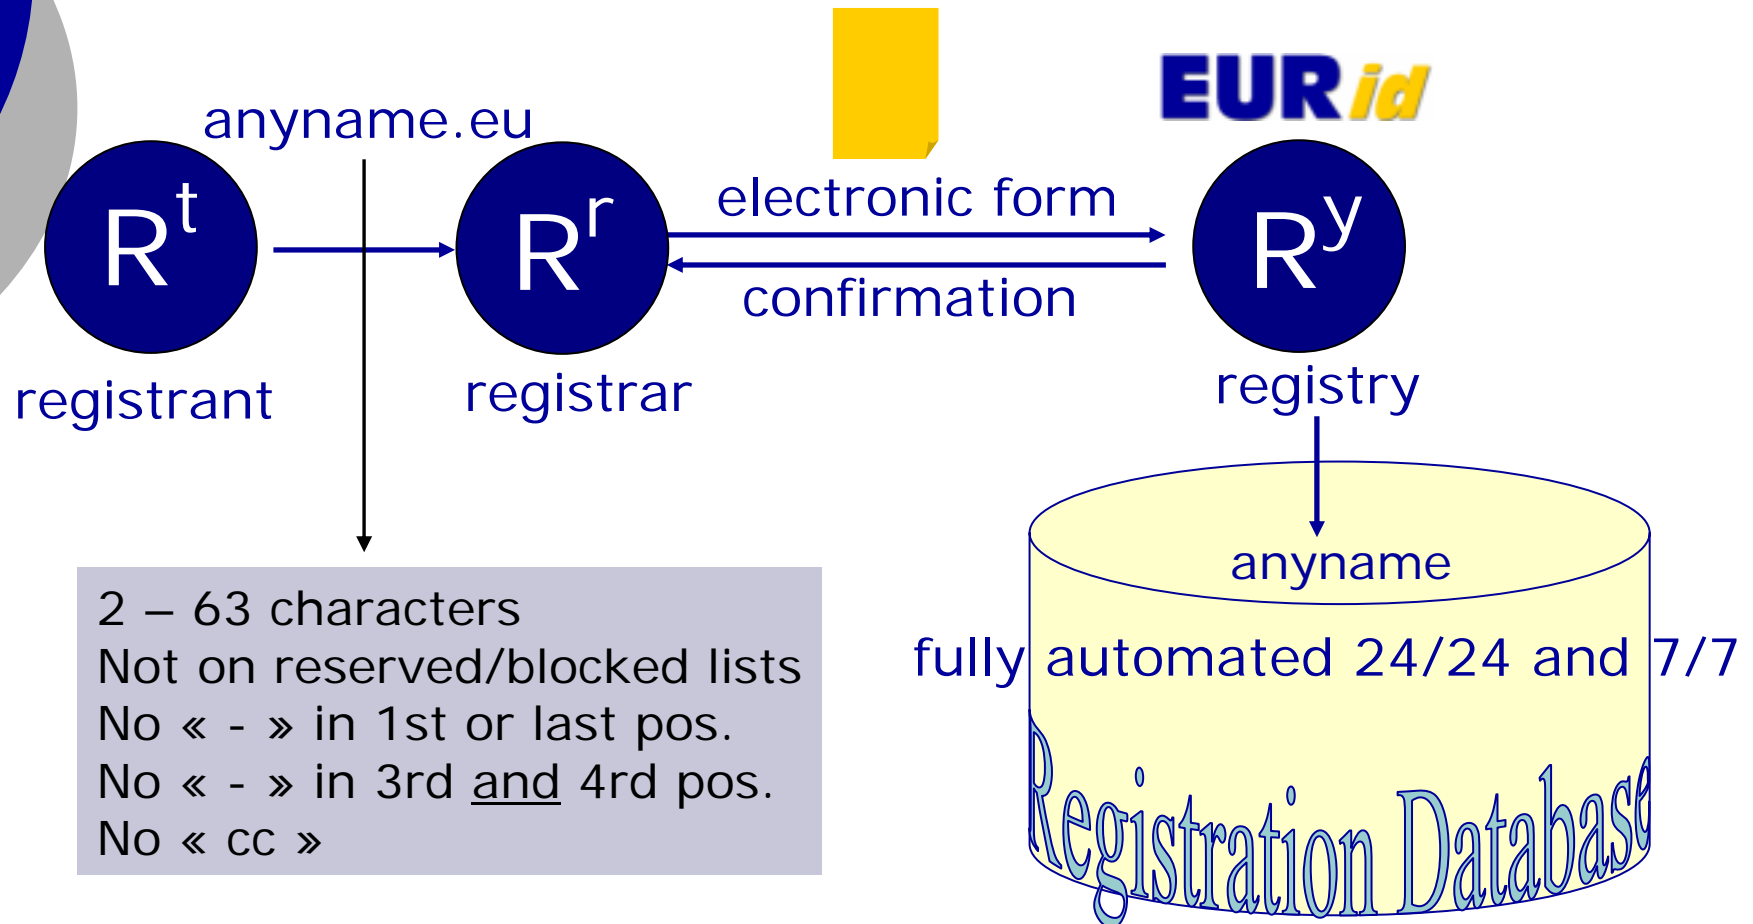 EURid
anyname.eu
Rt
Rr
Ry
electronic form
confirmation
registrant
registrar
registry
anyname
fully automated 24/24 and 7/7
Registration Database
2 – 63 characters
Not on reserved/blocked lists
No « - » in 1st or last pos.
No « - » in 3rd and 4rd pos.
No « cc »